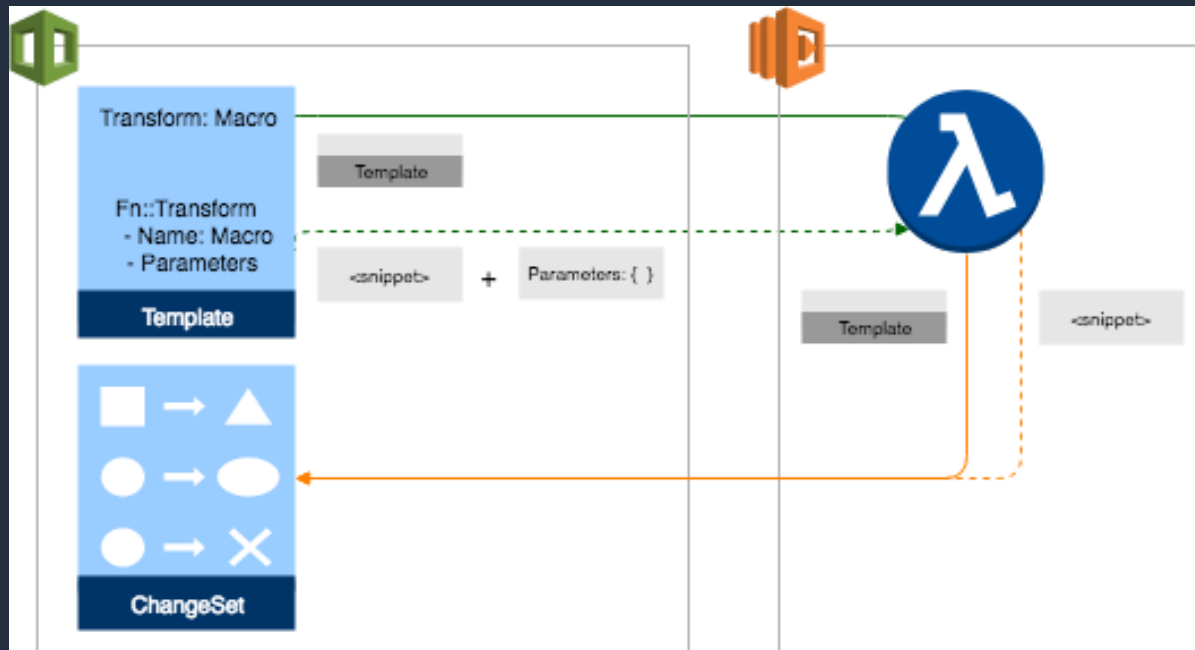 Transform: Macro
Template
Fn::Transform
- Name: Macro
- Parameters
<snippet>
+
Parameters: { }
Template
Template
<snippet>
ChangeSet